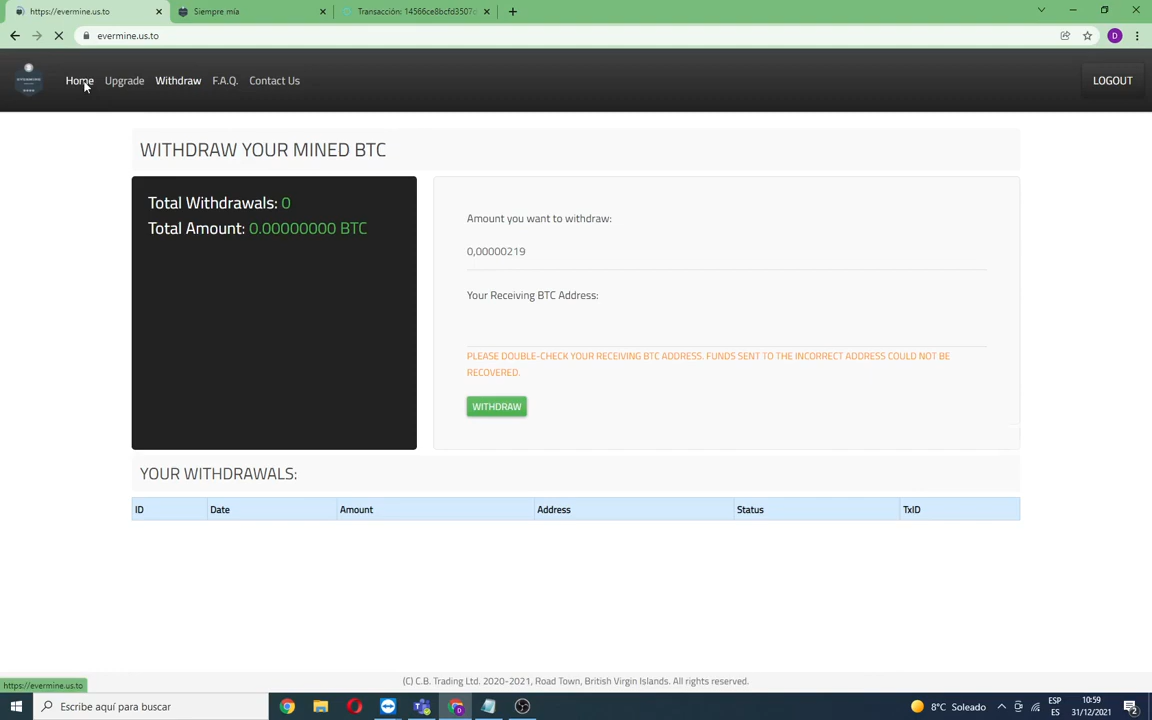 https://evermine.us.to
Siempre mía
Transacción: 14566ce8bcfd3507
evermine.us.to
D
Home Upgrade Withdraw F.A.Q. Contact Us
LOGOUT
WITHDRAW YOUR MINED BTC
Total Withdrawals: 0
Total Amount: 0.00000000 BTC
Amount you want to withdraw:
0,00000219
Your Receiving BTC Address:
PLEASE DOUBLE-CHECK YOUR RECEIVING BTC ADDRESS. FUNDS SENT TO THE INCORRECT ADDRESS COULD NOT BE
RECOVERED.
WITHDRAW
YOUR WITHDRAWALS:
ID Date Amount Address Status TxID
(C) C.B. Trading Ltd. 2020-2021, Road Town, British Virgin Islands. All rights reserved.
https://evermine.us.to
Escribe aquí para buscar
8°C Soleado
ESP
ES
10:59
31/12/2021
2